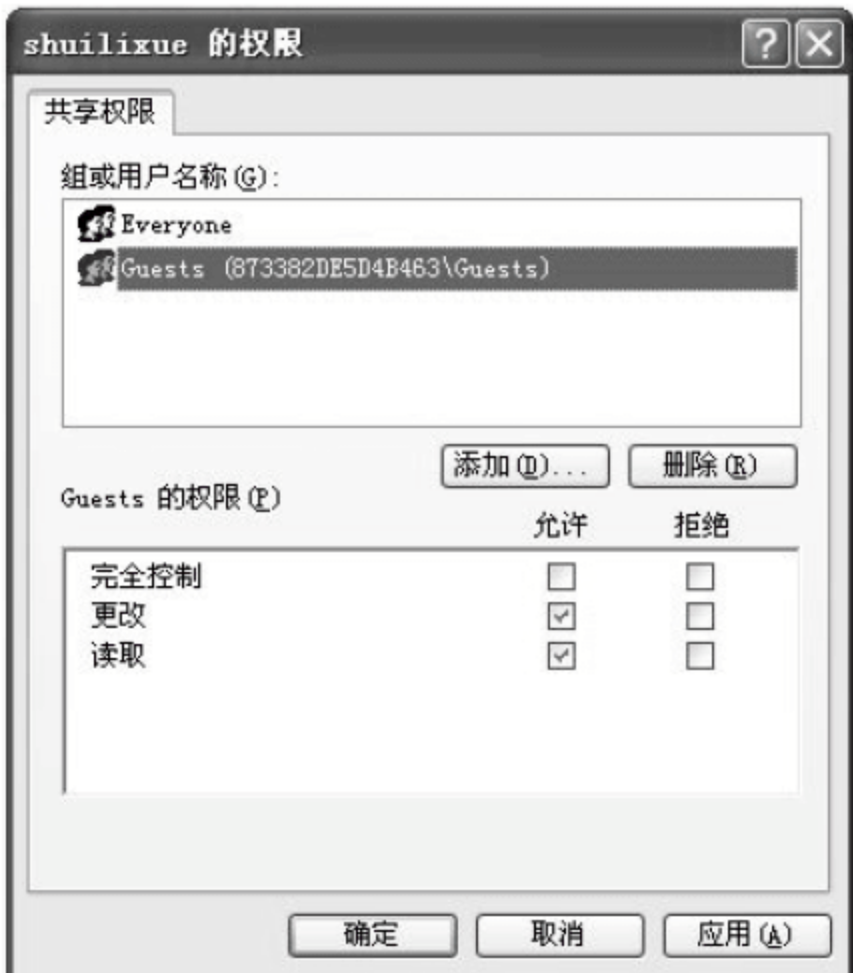 shuilixue 的权限
共享权限
组或用户名称(G):
Everyone
Guests (873382DE5D4B463\Guests)
添加(D)... 删除(R)
Guests 的权限(P)
允许 拒绝
完全控制
更改
读取
确定 取消 应用(A)